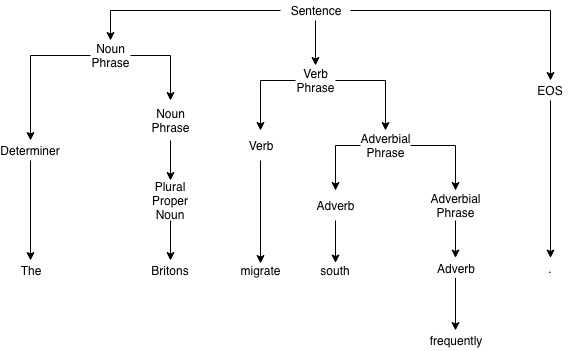 Sentence
Noun
Phrase
Verb
Phrase
EOS
Noun
Phrase
Determiner
Verb
Adverbial
Phrase
Plural
Proper
Noun
Adverb
Adverbial
Phrase
The
Britons
migrate
south
Adverb
.
frequently